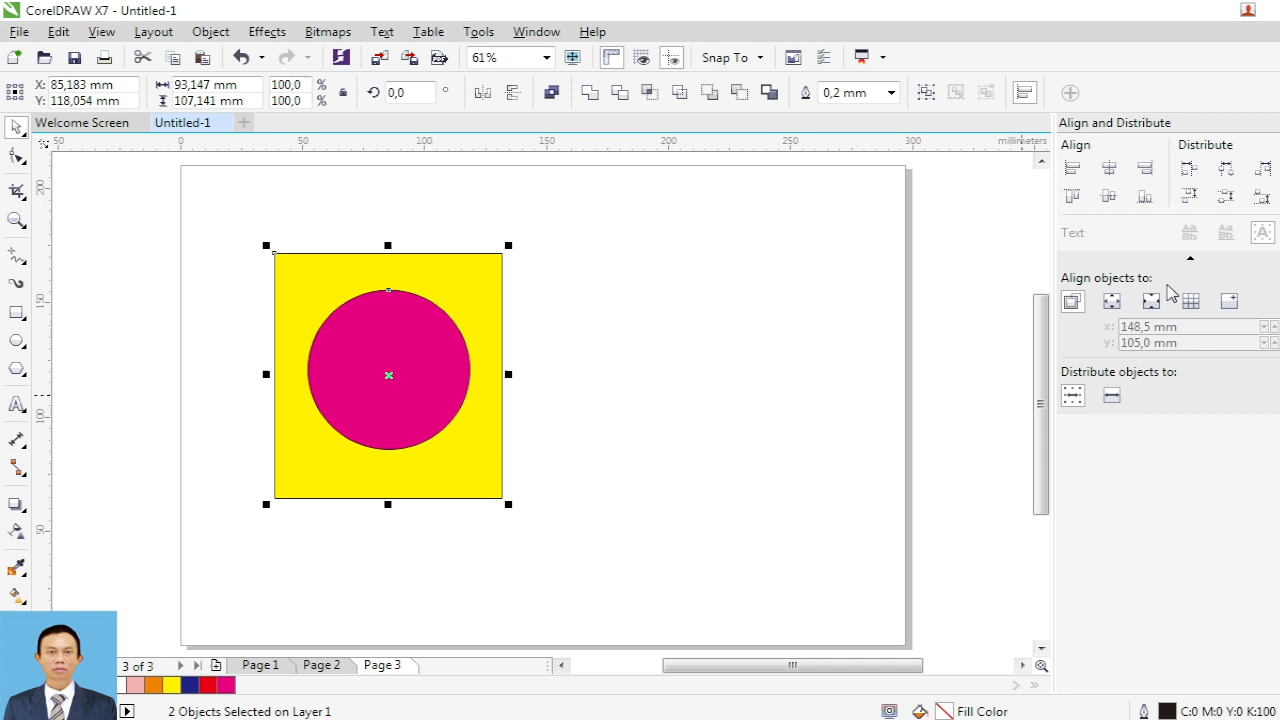 CorelDRAW X7 - Untitled-1
File Edit View Layout Object Effects Bitmaps Text Table Tools Window Help
61% Snap To
X: 85,183 mm 93,147 mm 100,0 % 0,0 ° 0,2 mm
Y: 118,054 mm 107,141 mm 100,0 %
Welcome Screen Untitled-1
50 0 50 100 150 200 250 300 millimeters
200
150
100
50
Align and Distribute
Align Distribute
Text
Align objects to:
x: 148,5 mm
y: 105,0 mm
Distribute objects to:
3 of 3 Page 1 Page 2 Page 3
2 Objects Selected on Layer 1 Fill Color C:0 M:0 Y:0 K:100